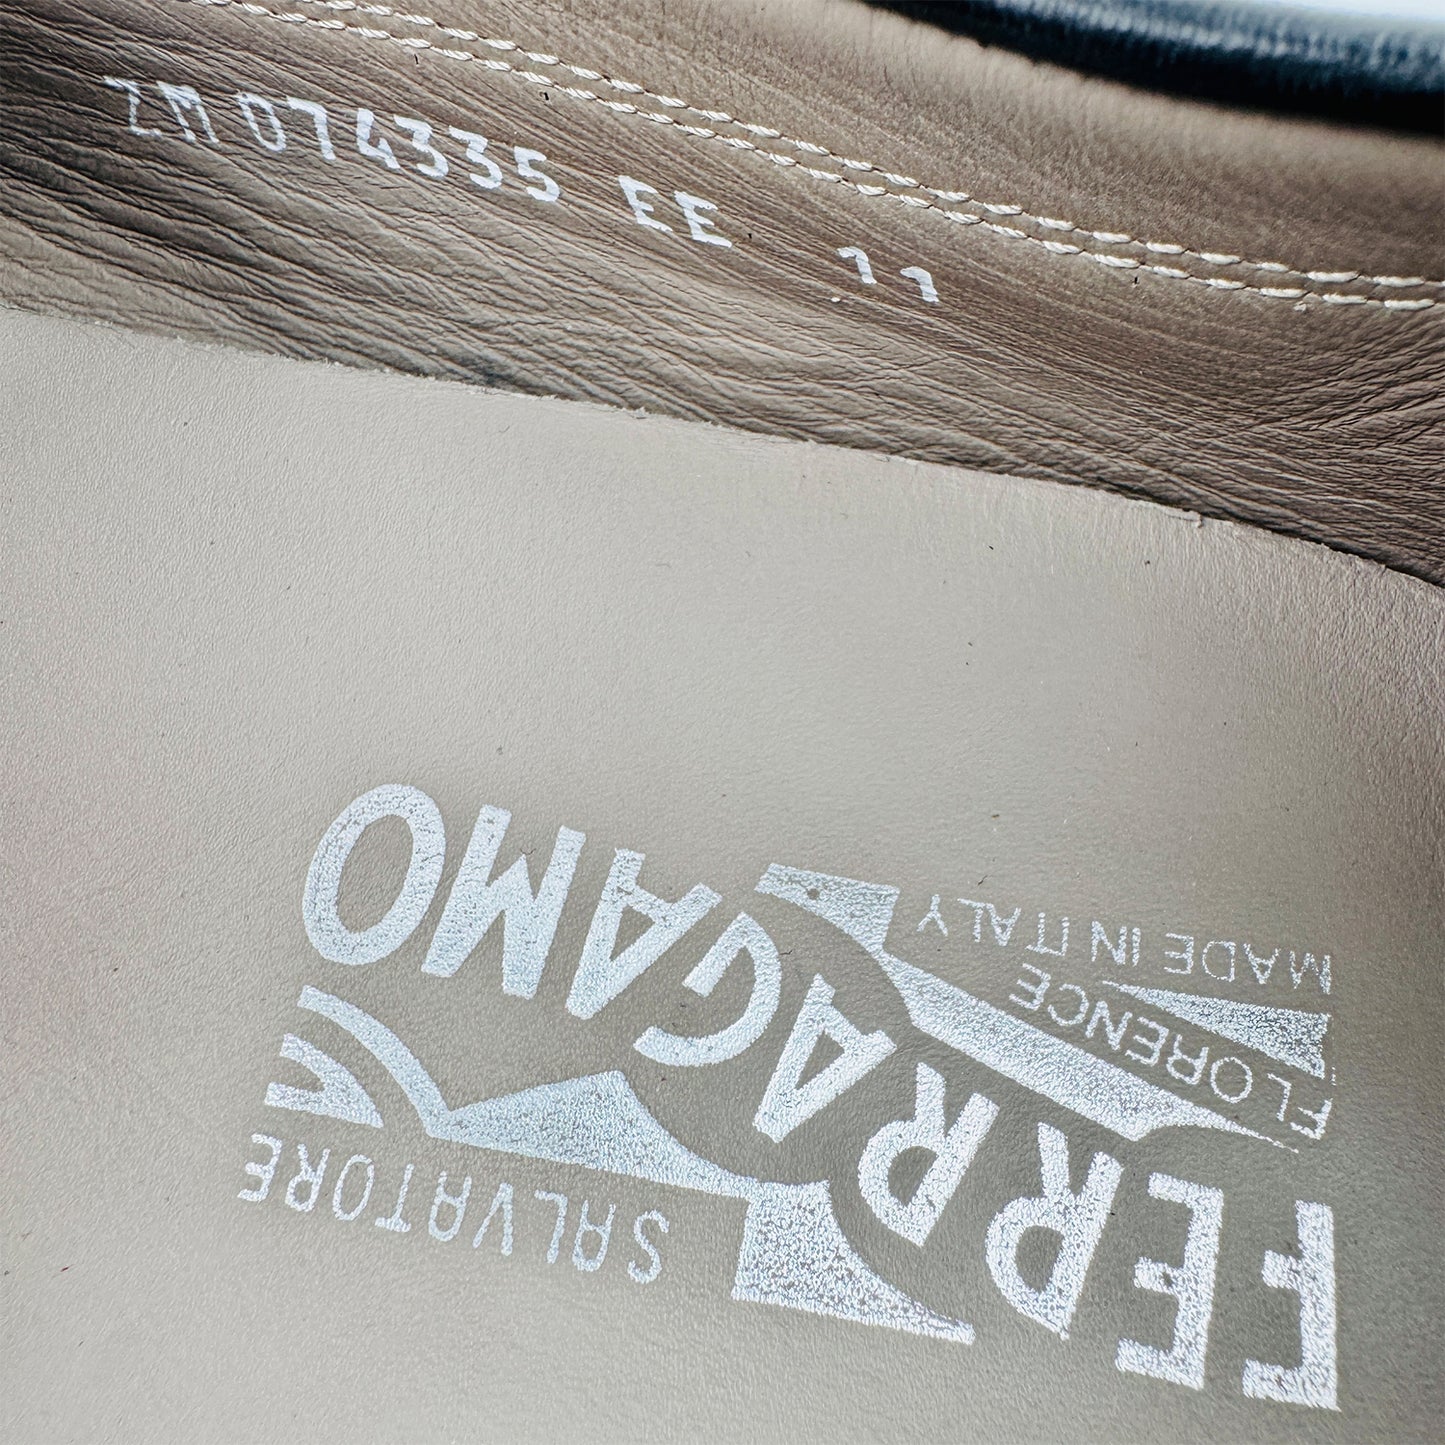 ZM 074335 EE 11
SALVATORE
FERRAGAMO
FLORENCE
MADE IN ITALY